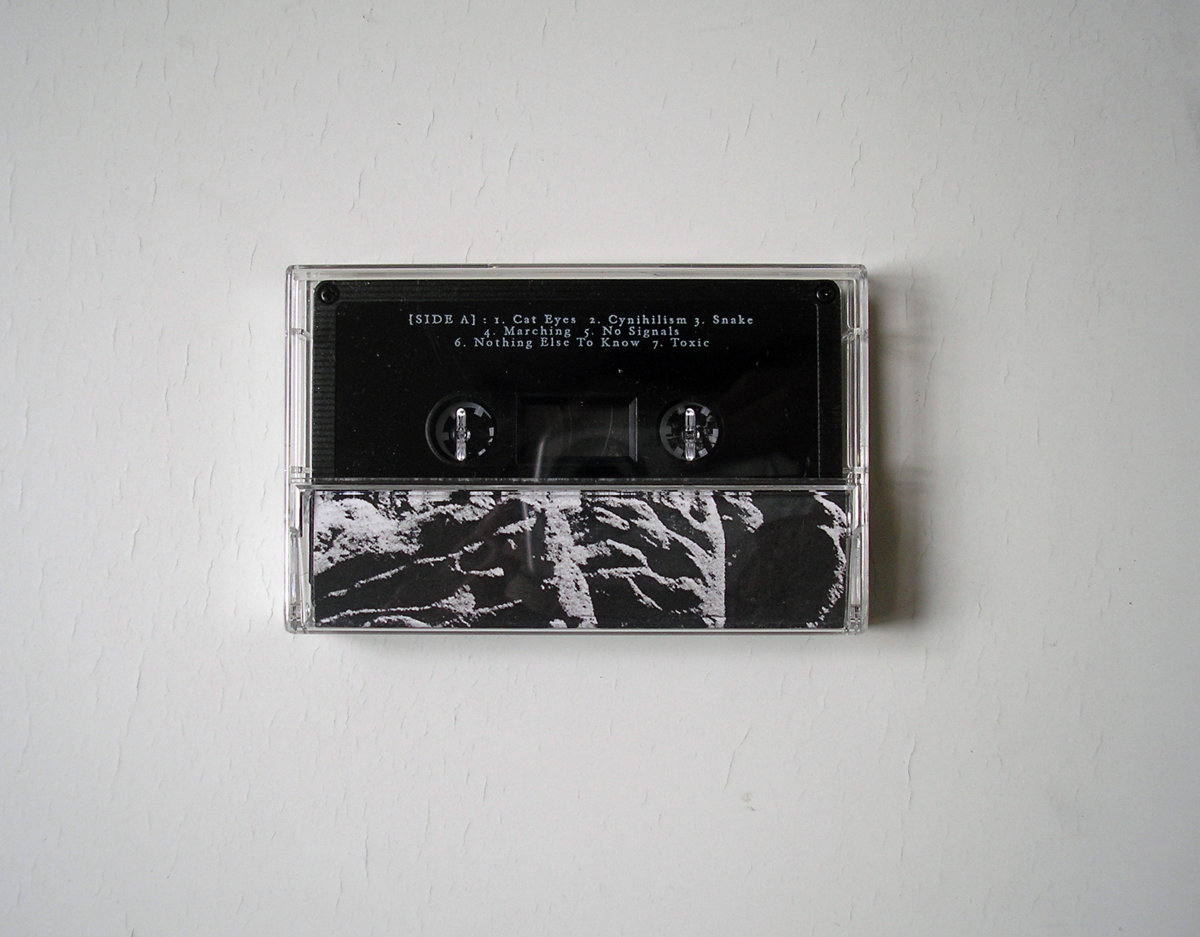 [SIDE A] : 1. Cat Eyes 2. Cynihilism 3. Snake
4. Marching 5. No Signals
6. Nothing Else To Know 7. Toxic